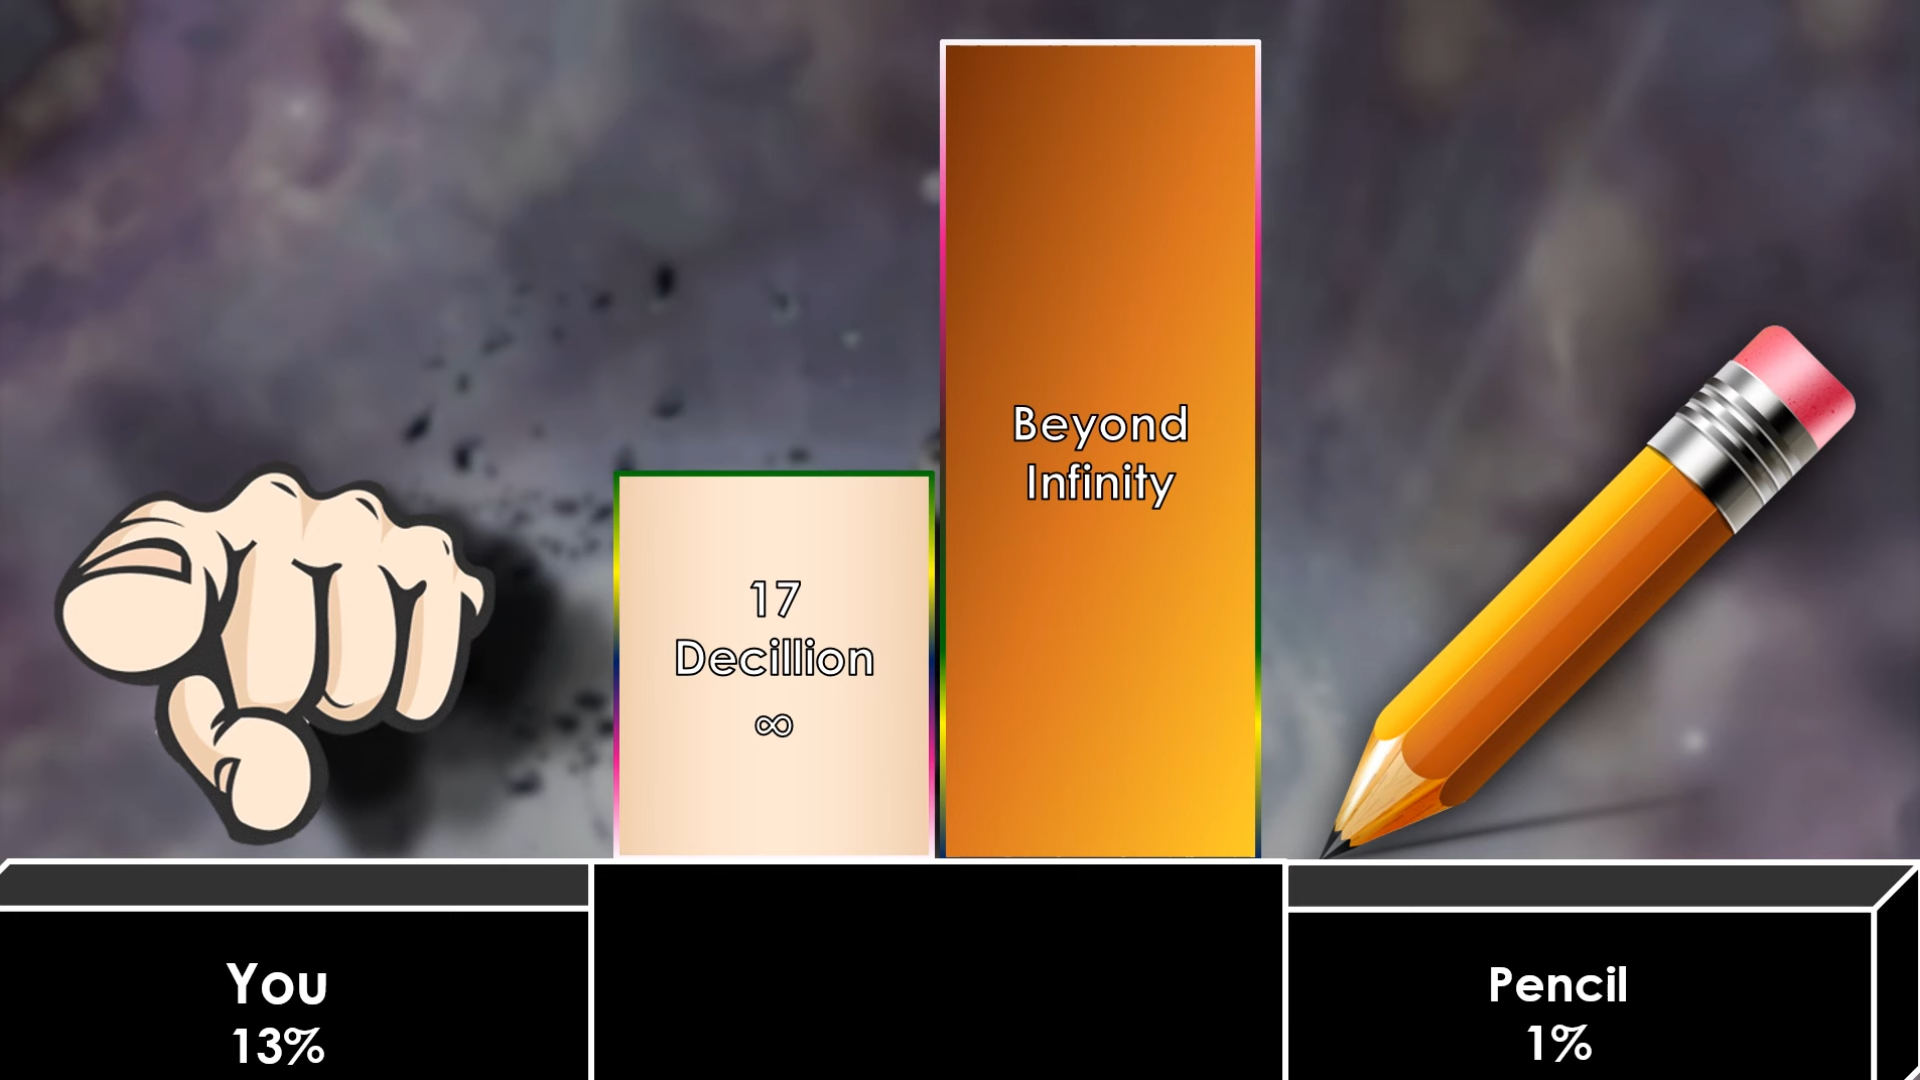 Beyond
Infinity
17
Decillion
∞
You
13%
Pencil
1%